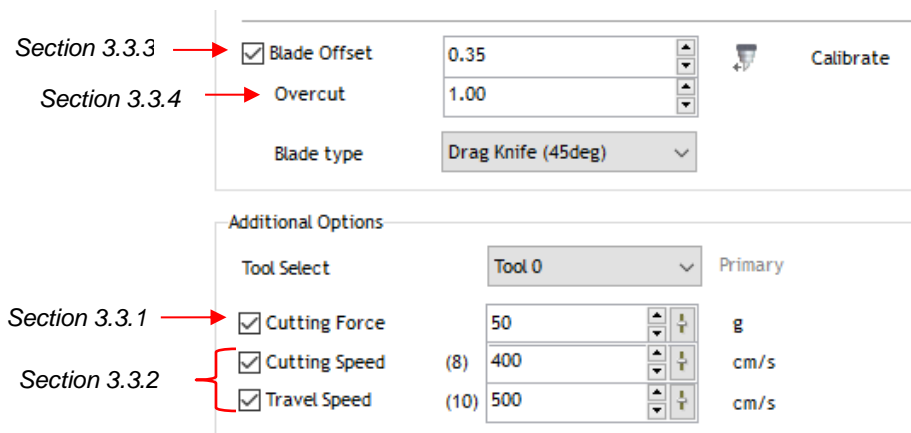 Section 3.3.3 Blade Offset 0.35 Calibrate
Section 3.3.4 Overcut 1.00
Blade type Drag Knife (45deg)
Additional Options
Tool Select Tool 0 Primary
Section 3.3.1 Cutting Force 50 g
Cutting Speed (8) 400 cm/s
Section 3.3.2
Travel Speed (10) 500 cm/s